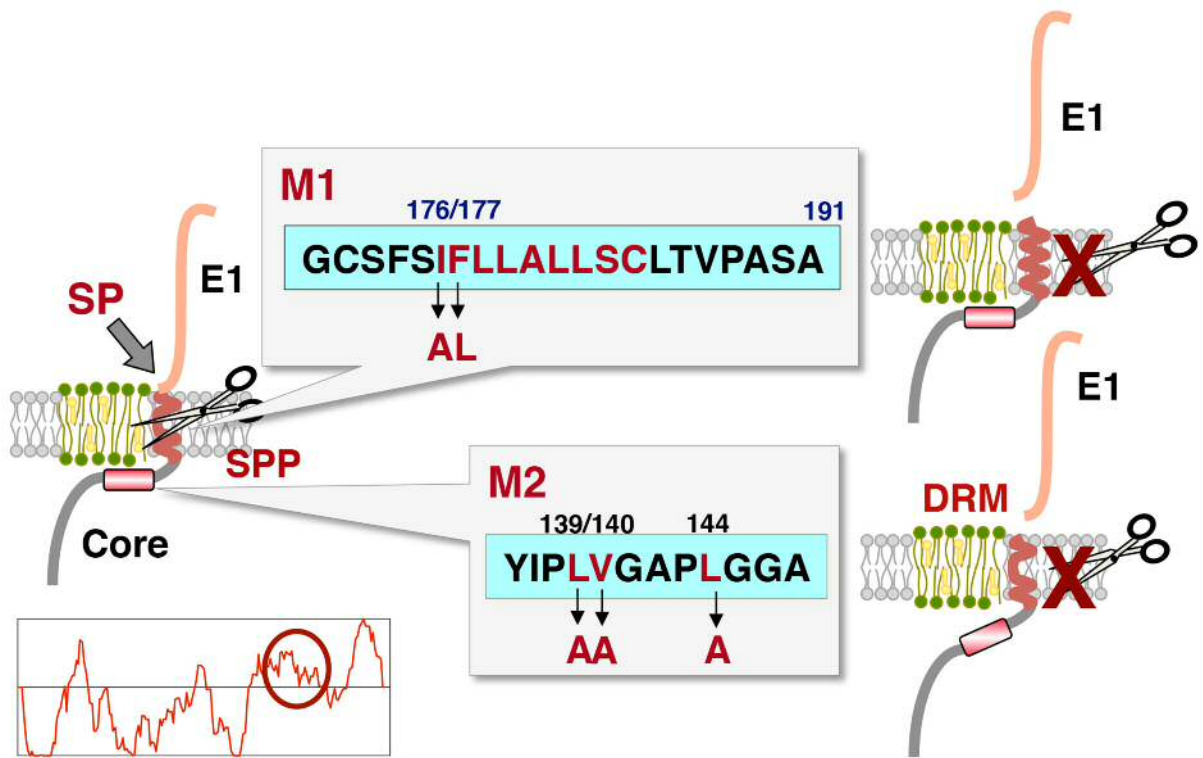 E1
M1
176/177 191
GCSFSIFLLALLSCLTVPASA
AL
SP
E1
X
E1
SPP
M2
DRM
139/140 144
YIPLVGAPLGGA
AA A
Core
X